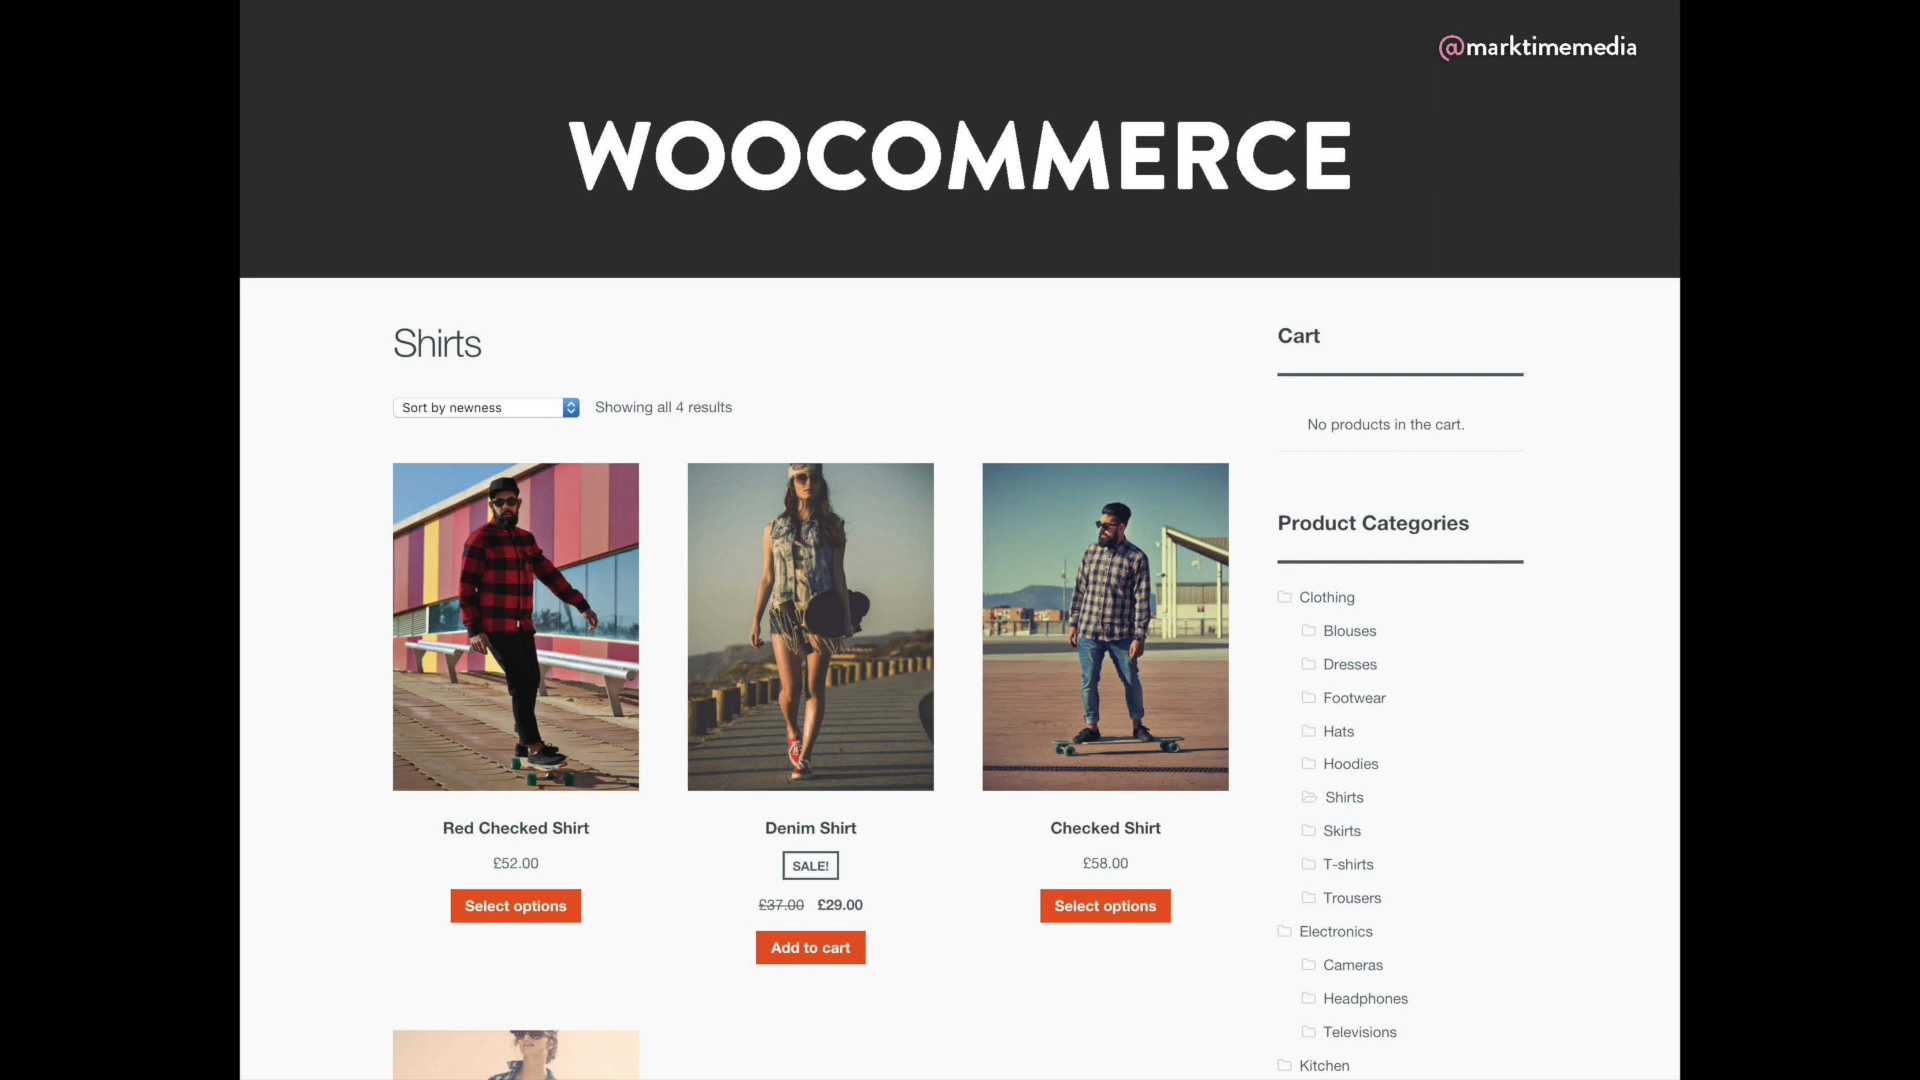 @marktimemedia
WOOCOMMERCE
Shirts
Sort by newness
Showing all 4 results
Red Checked Shirt
£52.00
Select options
Denim Shirt
SALE!
£37.00 £29.00
Add to cart
Checked Shirt
£58.00
Select options
Cart
No products in the cart.
Product Categories
Clothing
Blouses
Dresses
Footwear
Hats
Hoodies
Shirts
Skirts
T-shirts
Trousers
Electronics
Cameras
Headphones
Televisions
Kitchen